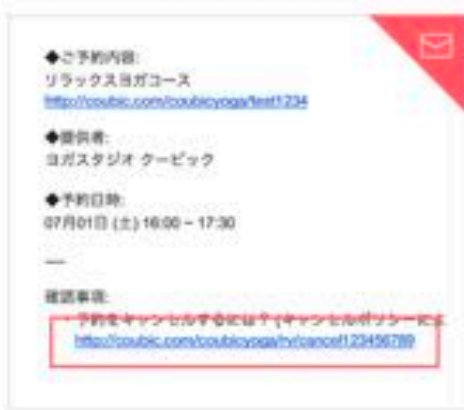 ◆ご予約内容:
リラックスヨガコース
http://coubic.com/coubicyoga/test1234
◆提供者:
ヨガスタジオ クービック
◆予約日時:
07月01日 (土) 16:00 ~ 17:30
----
確認事項:
・予約をキャンセルするには？ (キャンセルポリシーに
http://coubic.com/coubicyoga/rv/cancel123456789